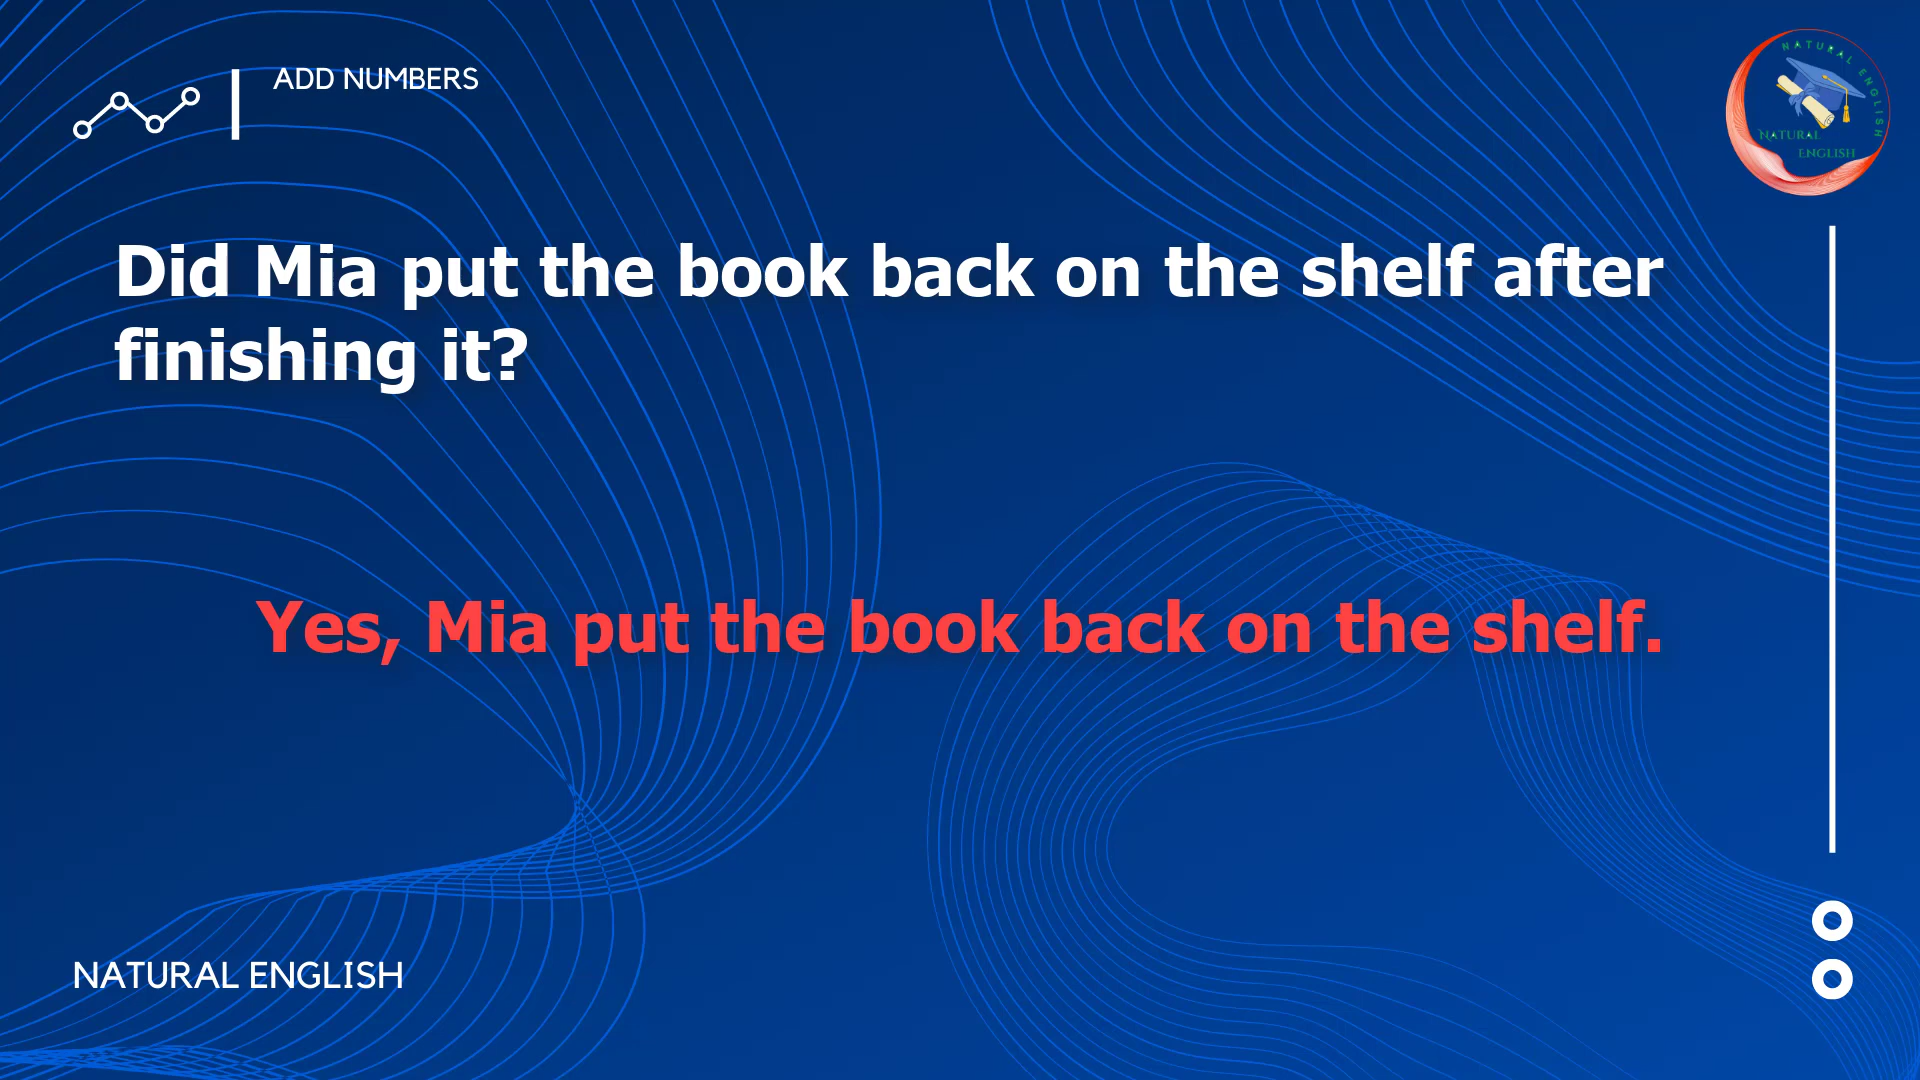 ADD NUMBERS
NATURAL ENGLISH
NATURAL
ENGLISH
Did Mia put the book back on the shelf after
finishing it?
Yes, Mia put the book back on the shelf.
NATURAL ENGLISH